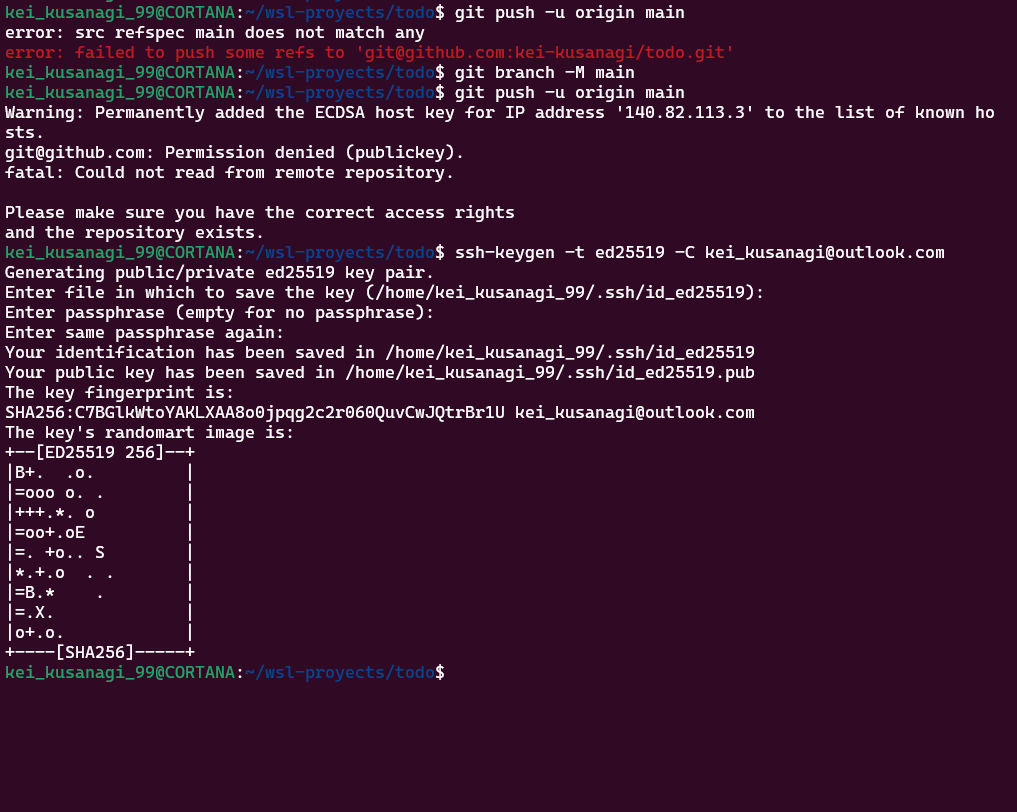 kei_kusanagi_99@CORTANA:~/wsl-proyects/todo$ git push -u origin main
error: src refspec main does not match any
error: failed to push some refs to 'git@github.com:kei-kusanagi/todo.git'
kei_kusanagi_99@CORTANA:~/wsl-proyects/todo$ git branch -M main
kei_kusanagi_99@CORTANA:~/wsl-proyects/todo$ git push -u origin main
Warning: Permanently added the ECDSA host key for IP address '140.82.113.3' to the list of known ho
sts.
git@github.com: Permission denied (publickey).
fatal: Could not read from remote repository.

Please make sure you have the correct access rights
and the repository exists.
kei_kusanagi_99@CORTANA:~/wsl-proyects/todo$ ssh-keygen -t ed25519 -C kei_kusanagi@outlook.com
Generating public/private ed25519 key pair.
Enter file in which to save the key (/home/kei_kusanagi_99/.ssh/id_ed25519):
Enter passphrase (empty for no passphrase):
Enter same passphrase again:
Your identification has been saved in /home/kei_kusanagi_99/.ssh/id_ed25519
Your public key has been saved in /home/kei_kusanagi_99/.ssh/id_ed25519.pub
The key fingerprint is:
SHA256:C7BGlkWtoYAKLXAA8o0jpqg2c2r060QuvCwJQtrBr1U kei_kusanagi@outlook.com
The key's randomart image is:
+--[ED25519 256]--+
|B+.  .o.         |
|=ooo o. .        |
|+++.*. o         |
|=oo+.oE          |
|=. +o.. S        |
|*.+.o  . .       |
|=B.*    .        |
|=.X.             |
|o+.o.            |
+----[SHA256]-----+
kei_kusanagi_99@CORTANA:~/wsl-proyects/todo$